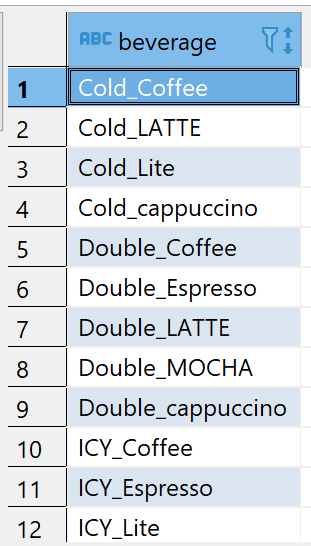 ABC beverage
1 Cold_Coffee
2 Cold_LATTE
3 Cold_Lite
4 Cold_cappuccino
5 Double_Coffee
6 Double_Espresso
7 Double_LATTE
8 Double_MOCHA
9 Double_cappuccino
10 ICY_Coffee
11 ICY_Espresso
12 ICY_Lite